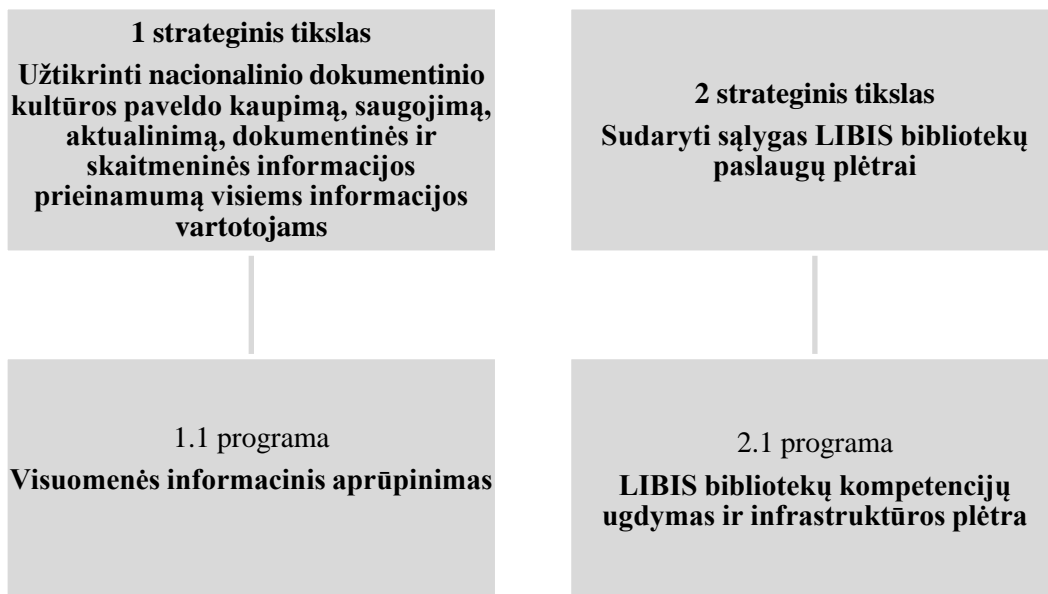 1 strateginis tikslas
Užtikrinti nacionalinio dokumentinio
kultūros paveldo kaupimą, saugojimą,
aktualinimą, dokumentinės ir
skaitmeninės informacijos
prieinamumą visiems informacijos
vartotojams
2 strateginis tikslas
Sudaryti sąlygas LIBIS bibliotekų
paslaugų plėtrai
1.1 programa
Visuomenės informacinis aprūpinimas
2.1 programa
LIBIS bibliotekų kompetencijų
ugdymas ir infrastruktūros plėtra